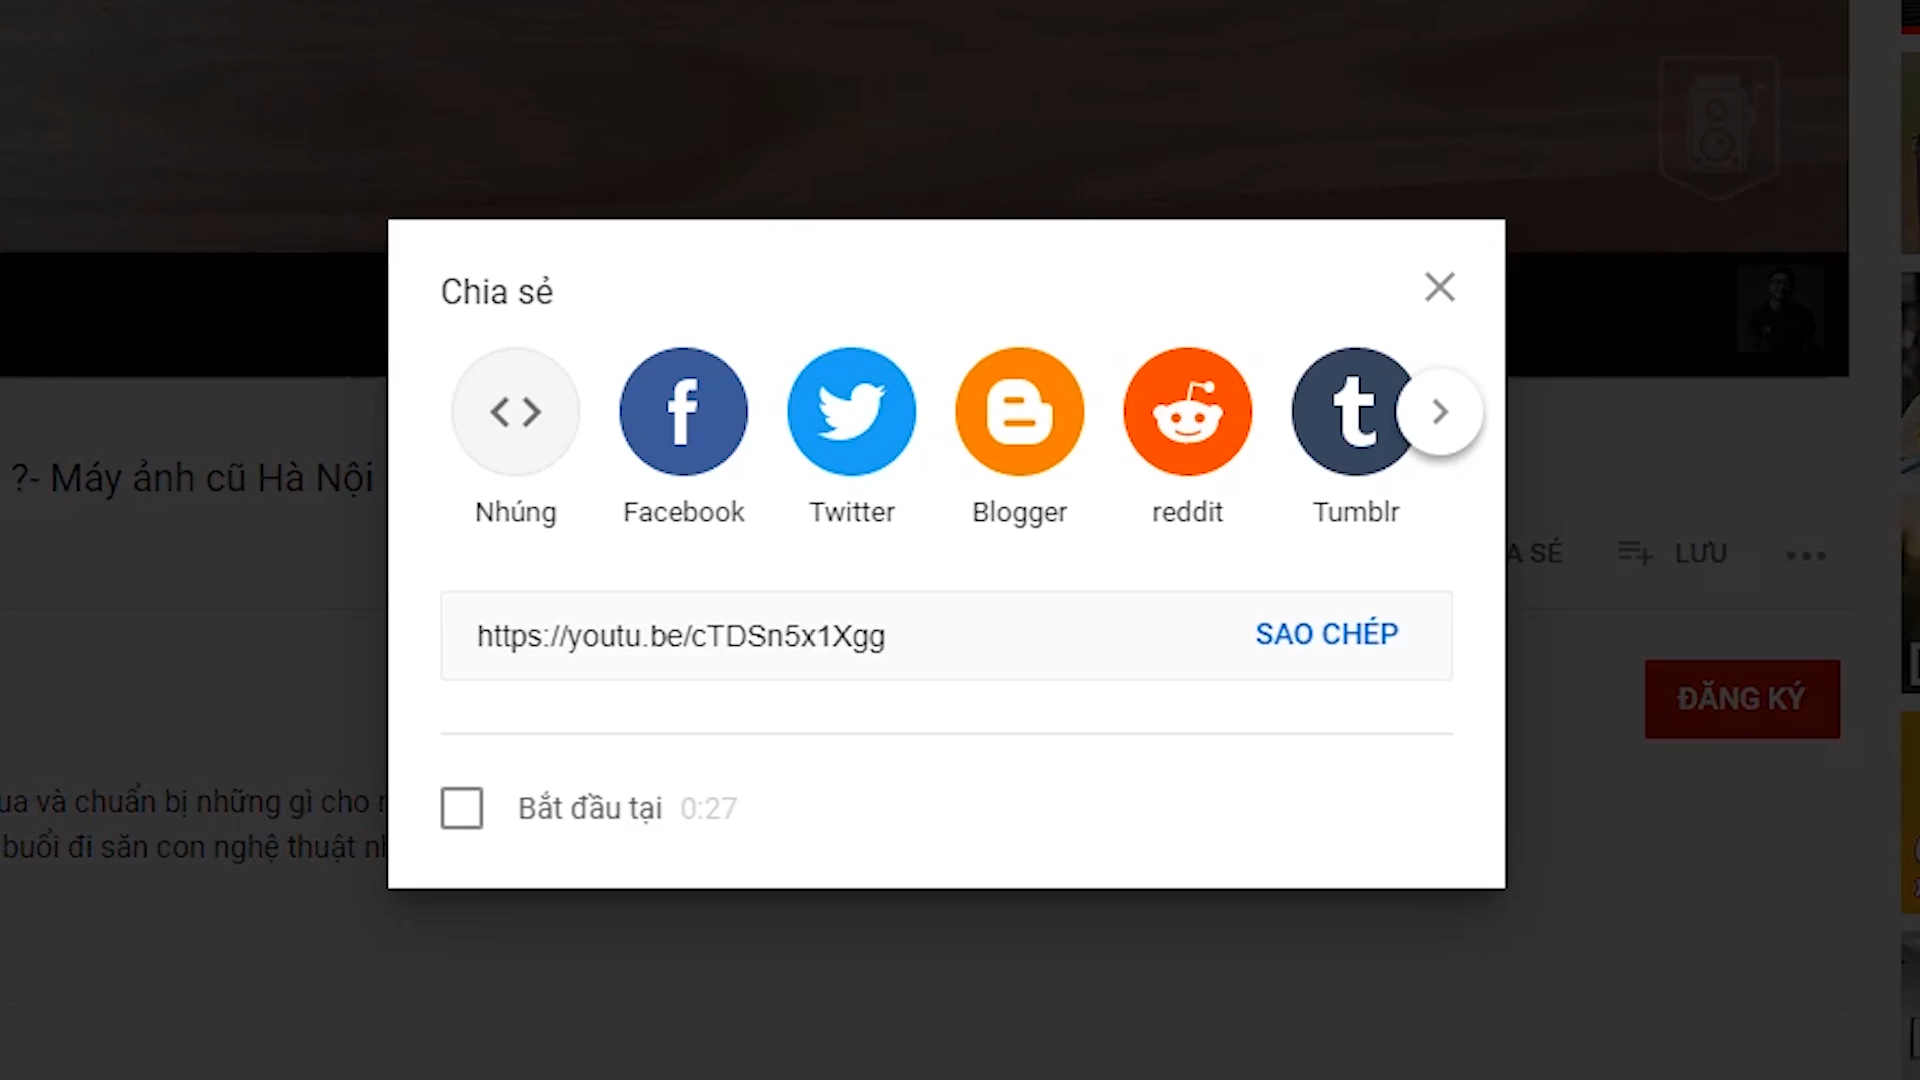 Chia sẻ
Nhúng
Facebook
Twitter
Blogger
reddit
Tumblr
?- Máy ảnh cũ Hà Nội
A SẺ
LƯU
https://youtu.be/cTDSn5x1Xgg
SAO CHÉP
ĐĂNG KÝ
Bắt đầu tại 0:27
ua và chuẩn bị những gì cho
buổi đi săn con nghệ thuật